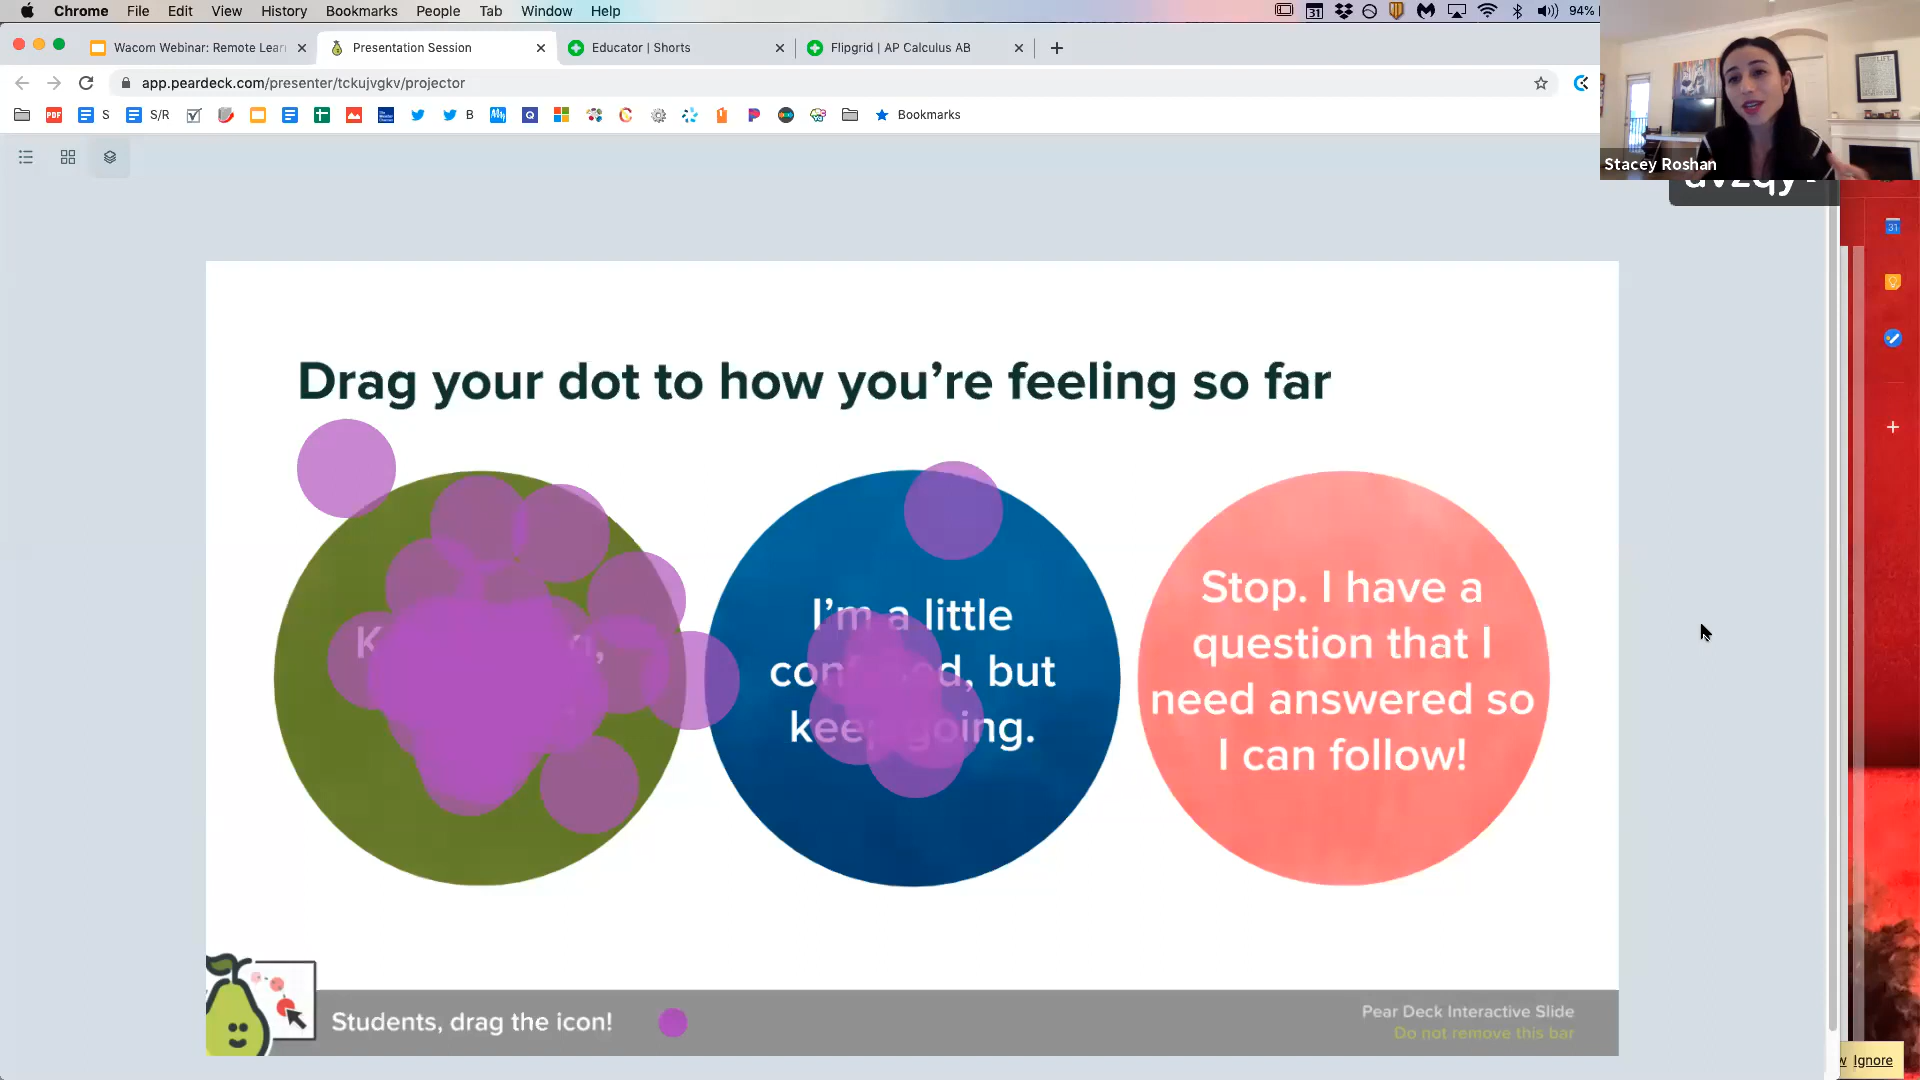 Chrome File Edit View History Bookmarks People Tab Window Help
31
94%
Wacom Webinar: Remote Lear
Presentation Session
Educator | Shorts
Flipgrid | AP Calculus AB
app.peardeck.com/presenter/tckujvgkv/projector
PDF
S
S/R
B
Bookmarks
Stacey Roshan
31
Drag your dot to how you're feeling so far
I'm a little
but
Stop. I have a
question that I
need answered so
I can follow!
Students, drag the icon!
Pear Deck Interactive Slide
Do not remove this bar
Ignore